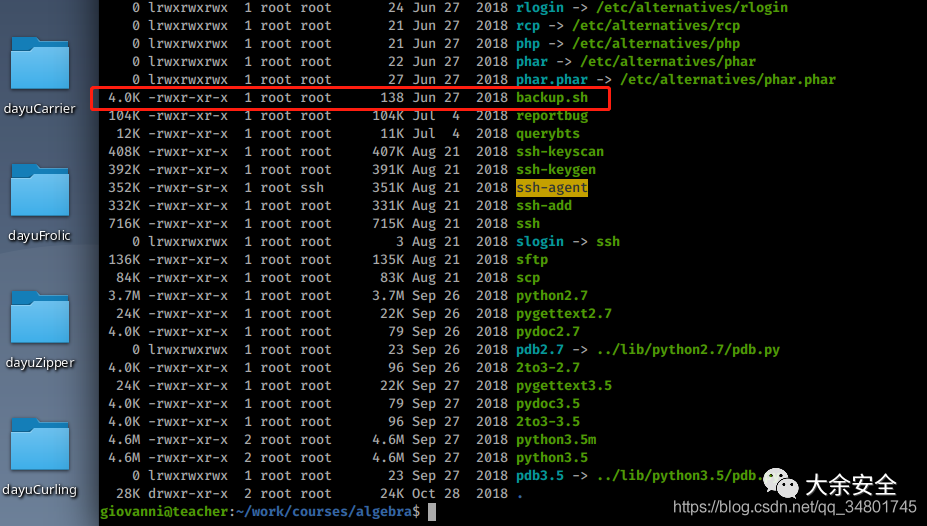 dayuCarrier
dayuFrolic
dayuZipper
dayuCurling
0 lrwxrwxrwx 1 root root 24 Jun 27 2018 rlogin -> /etc/alternatives/rlogin
0 lrwxrwxrwx 1 root root 21 Jun 27 2018 rcp -> /etc/alternatives/rcp
0 lrwxrwxrwx 1 root root 21 Jun 27 2018 php -> /etc/alternatives/php
0 lrwxrwxrwx 1 root root 22 Jun 27 2018 phar -> /etc/alternatives/phar
0 lrwxrwxrwx 1 root root 27 Jun 27 2018 phar.phar -> /etc/alternatives/phar.phar
4.0K -rwxr-xr-x 1 root root 138 Jun 27 2018 backup.sh
104K -rwxr-xr-x 1 root root 104K Jul 4 2018 reportbug
12K -rwxr-xr-x 1 root root 11K Jul 4 2018 querybts
408K -rwxr-xr-x 1 root root 407K Aug 21 2018 ssh-keyscan
392K -rwxr-xr-x 1 root root 391K Aug 21 2018 ssh-keygen
352K -rwxr-sr-x 1 root ssh 351K Aug 21 2018 ssh-agent
332K -rwxr-xr-x 1 root root 331K Aug 21 2018 ssh-add
716K -rwxr-xr-x 1 root root 715K Aug 21 2018 ssh
0 lrwxrwxrwx 1 root root 3 Aug 21 2018 slogin -> ssh
136K -rwxr-xr-x 1 root root 135K Aug 21 2018 sftp
84K -rwxr-xr-x 1 root root 83K Aug 21 2018 scp
3.7M -rwxr-xr-x 1 root root 3.7M Sep 26 2018 python2.7
24K -rwxr-xr-x 1 root root 22K Sep 26 2018 pygettext2.7
4.0K -rwxr-xr-x 1 root root 79 Sep 26 2018 pydoc2.7
0 lrwxrwxrwx 1 root root 23 Sep 26 2018 pdb2.7 -> ../lib/python2.7/pdb.py
4.0K -rwxr-xr-x 1 root root 96 Sep 26 2018 2to3-2.7
24K -rwxr-xr-x 1 root root 22K Sep 27 2018 pygettext3.5
4.0K -rwxr-xr-x 1 root root 79 Sep 27 2018 pydoc3.5
4.0K -rwxr-xr-x 1 root root 96 Sep 27 2018 2to3-3.5
4.6M -rwxr-xr-x 2 root root 4.6M Sep 27 2018 python3.5m
4.6M -rwxr-xr-x 2 root root 4.6M Sep 27 2018 python3.5
0 lrwxrwxrwx 1 root root 23 Sep 27 2018 pdb3.5 -> ../lib/python3.5/pdb.
28K drwxr-xr-x 2 root root 24K Oct 28 2018 .
giovanni@teacher:~/work/courses/algebra$
大余安全
https://blog.csdn.net/qq_34801745